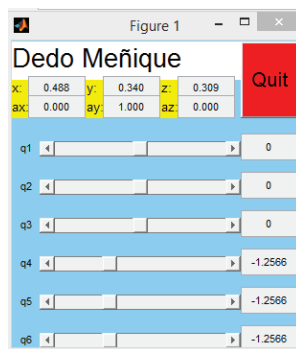 Figure 1
Dedo Meñique
Quit
x: 0.488 y: 0.340 z: 0.309
ax: 0.000 ay: 1.000 az: 0.000
q1 0
q2 0
q3 0
q4 -1.2566
q5 -1.2566
q6 -1.2566